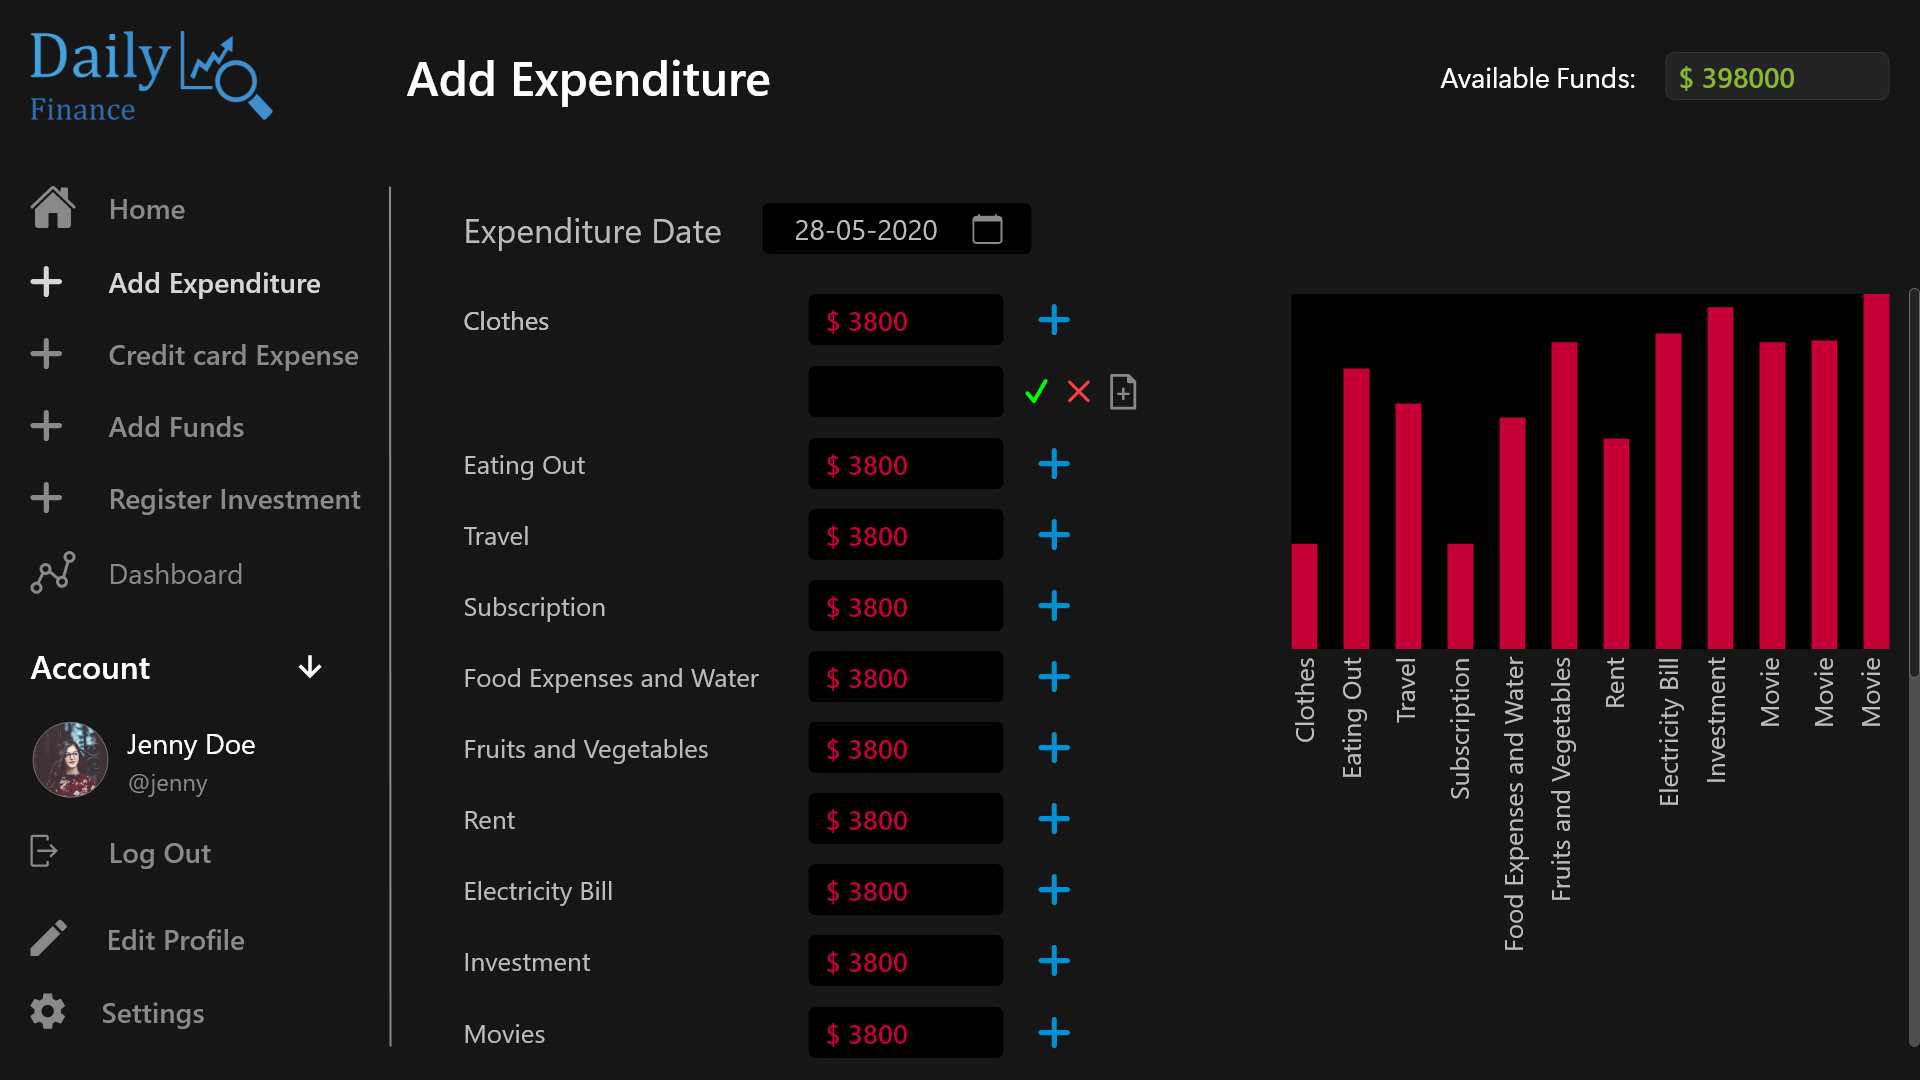 Daily
Finance
Add Expenditure
Available Funds:
$ 398000
Home
Add Expenditure
Credit card Expense
Add Funds
Register Investment
Dashboard
Account
Jenny Doe
@jenny
Log Out
Edit Profile
Settings
Expenditure Date
28-05-2020
Clothes
$ 3800
Eating Out
$ 3800
Travel
$ 3800
Subscription
$ 3800
Food Expenses and Water
$ 3800
Fruits and Vegetables
$ 3800
Rent
$ 3800
Electricity Bill
$ 3800
Investment
$ 3800
Movies
$ 3800
Clothes
Eating Out
Travel
Subscription
Food Expenses and Water
Fruits and Vegetables
Rent
Electricity Bill
Investment
Movie
Movie
Movie